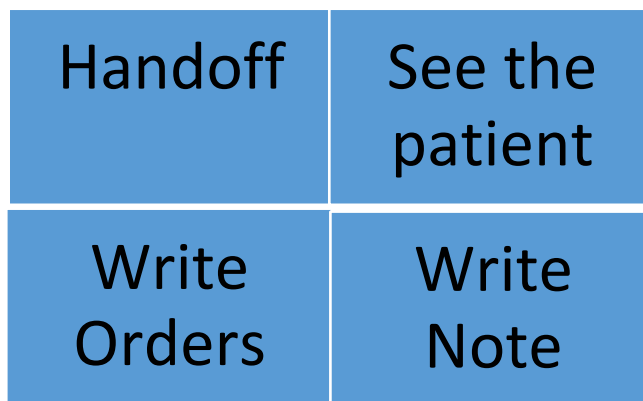 Handoff
See the
patient
Write
Orders
Write
Note